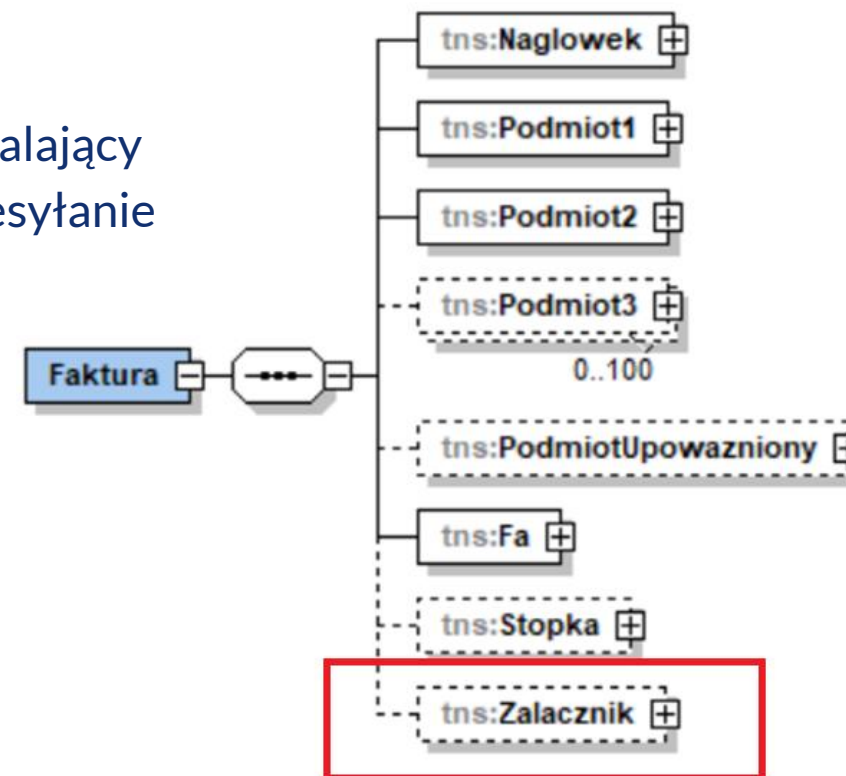 alający
esyłanie
tns:Naglowek
tns:Podmiot1
tns:Podmiot2
tns:Podmiot3
0..100
Faktura
tns:PodmiotUpowazniony
tns:Fa
tns:Stopka
tns:Zalacznik